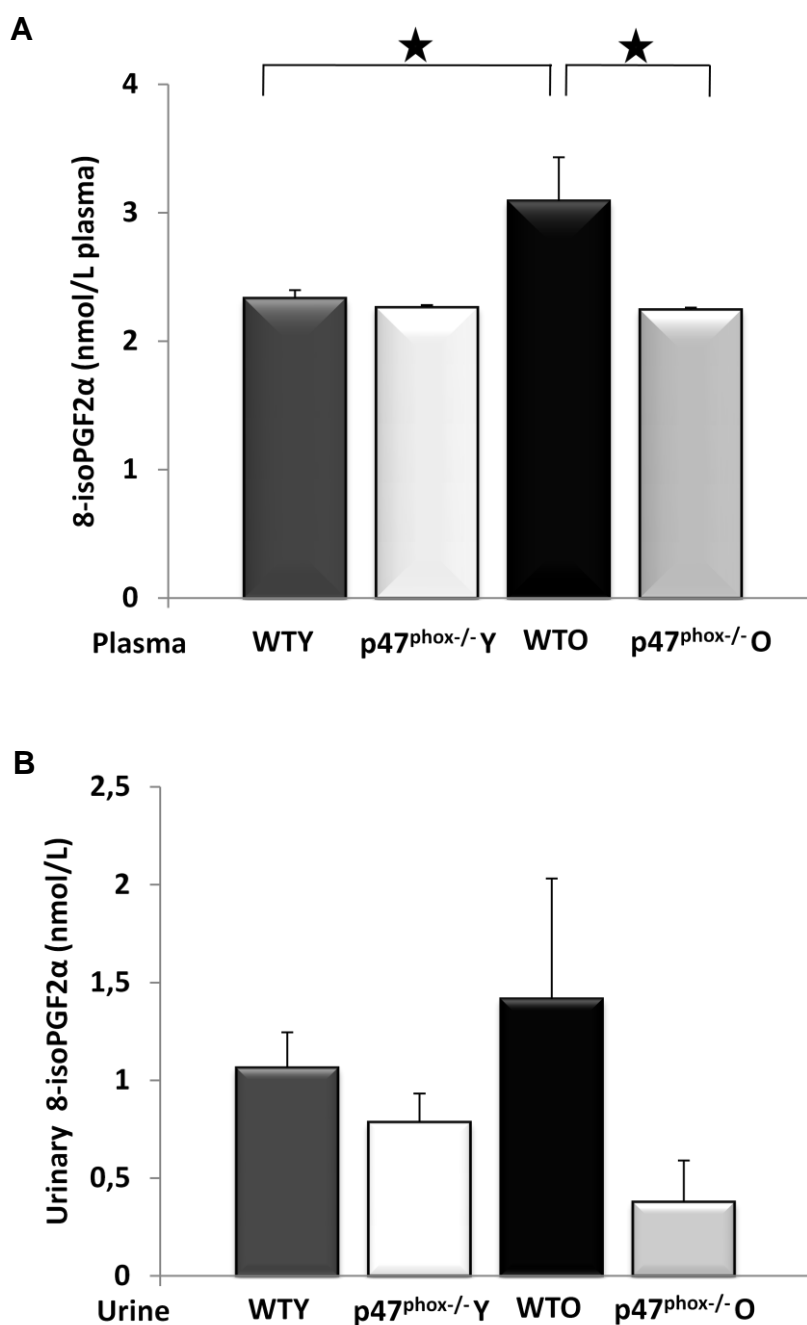 A
★ ★
8-isoPGF2α (nmol/L plasma)
4
3
2
1
0
Plasma WTY p47phox-/- Y WTO p47phox-/- O
B
Urinary 8-isoPGF2α (nmol/L)
2,5
2
1,5
1
0,5
0
Urine WTY p47phox-/- Y WTO p47phox-/- O